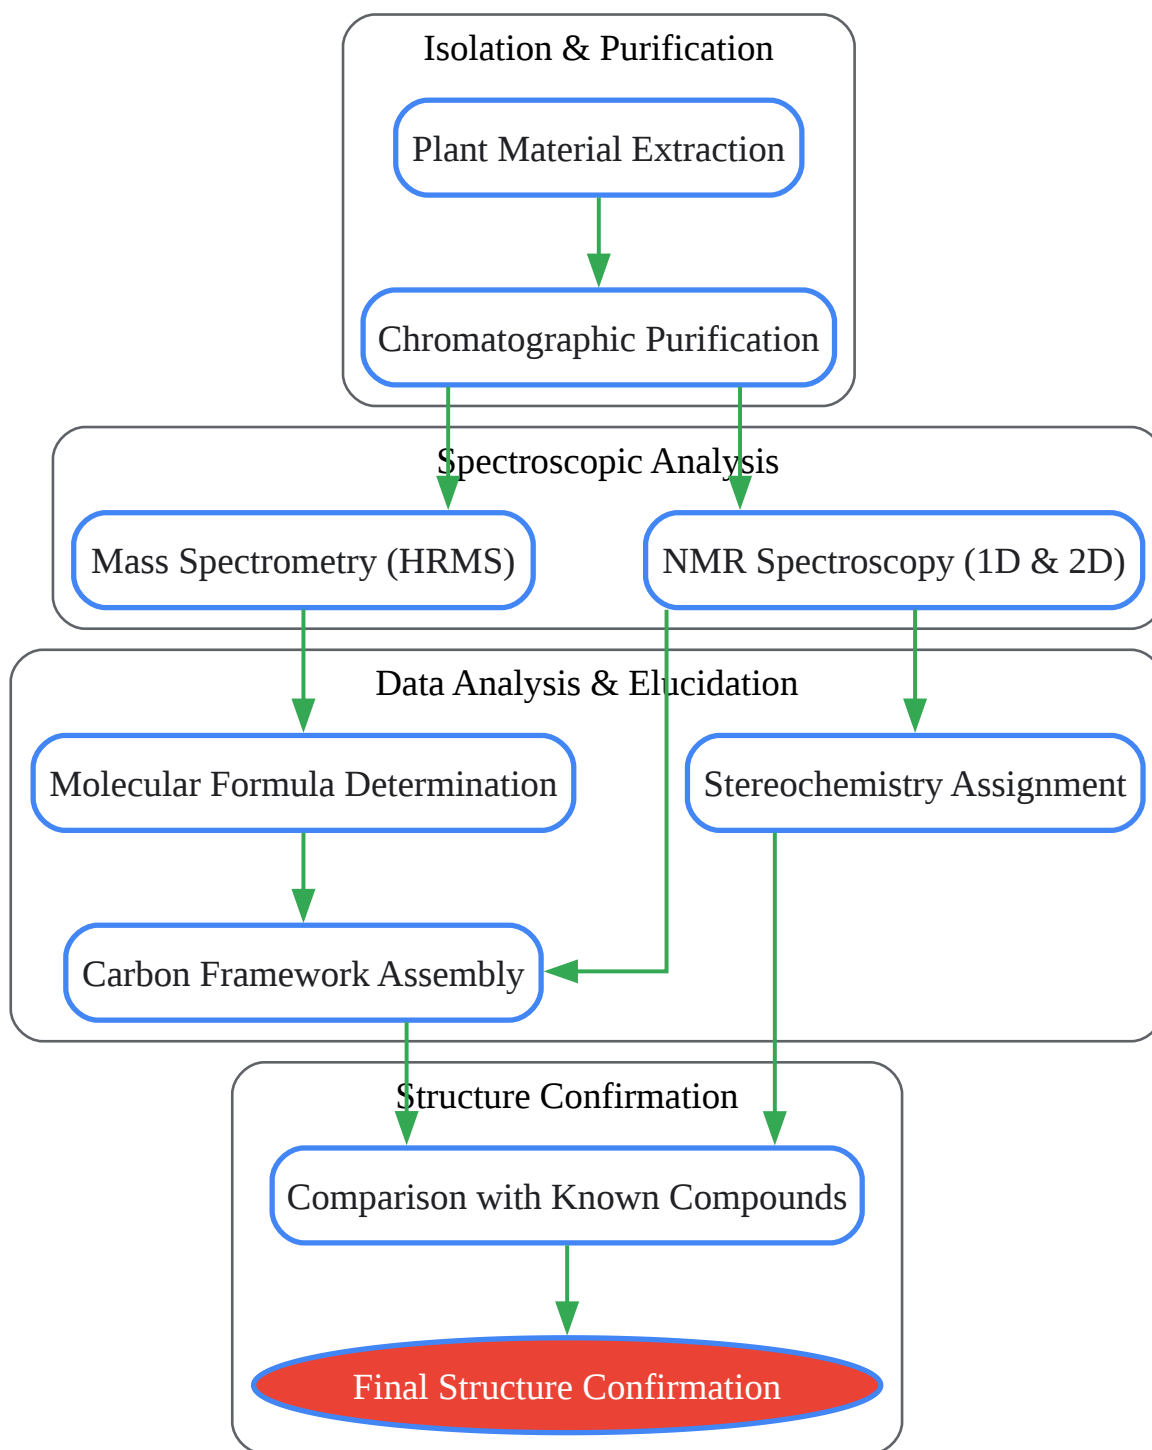 Isolation & Purification
Plant Material Extraction
Chromatographic Purification
Spectroscopic Analysis
Mass Spectrometry (HRMS)
NMR Spectroscopy (1D & 2D)
Data Analysis & Elucidation
Molecular Formula Determination
Stereochemistry Assignment
Carbon Framework Assembly
Structure Confirmation
Comparison with Known Compounds
Final Structure Confirmation